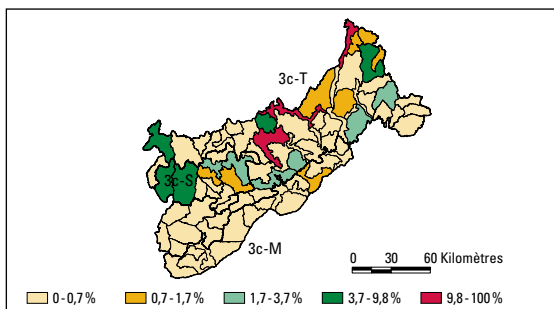 3c-T
3c-S
3c-M
0 30 60 Kilomètres
0 - 0,7 % 0,7 - 1,7 % 1,7 - 3,7 % 3,7 - 9,8 % 9,8 - 100 %